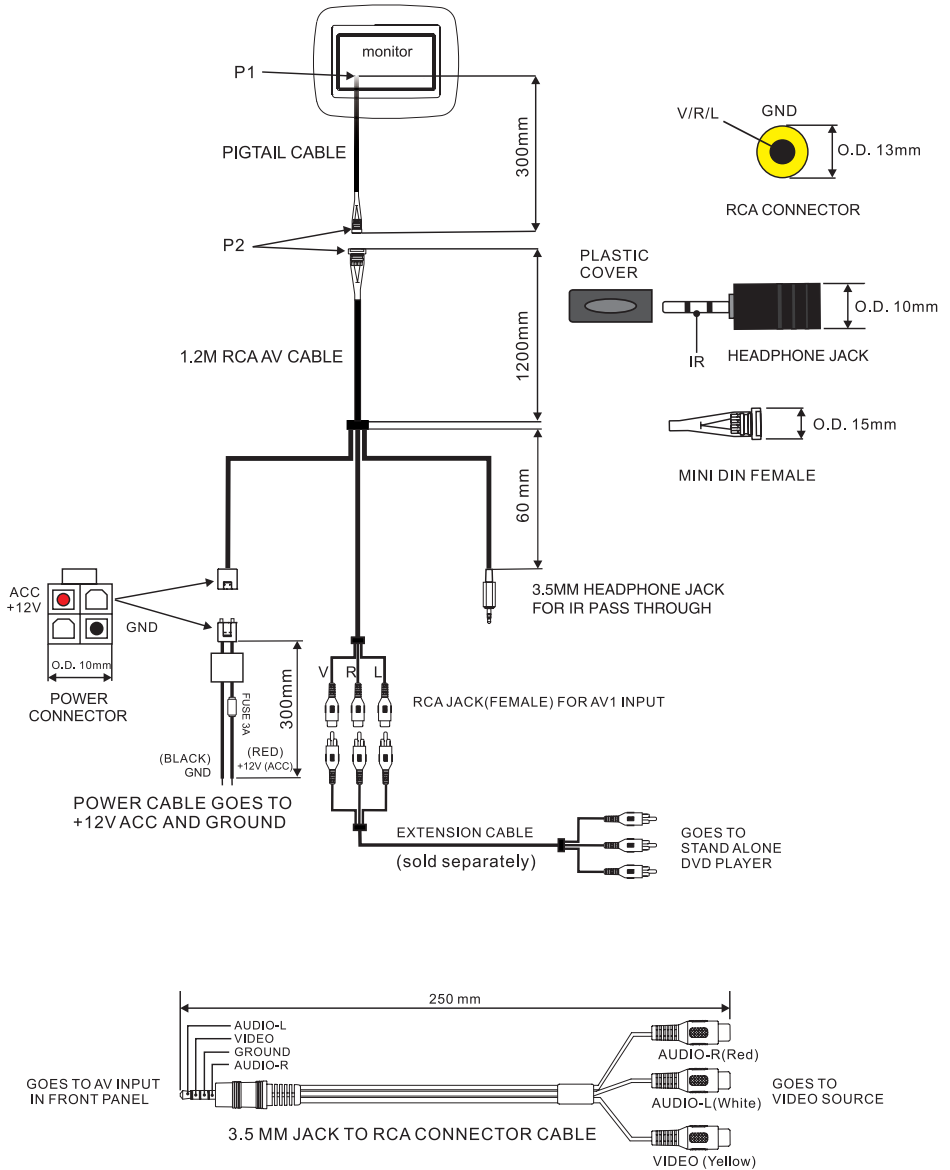 monitor
P1
PIGTAIL CABLE
300mm
V/R/L
GND
O.D. 13mm
RCA CONNECTOR
P2
PLASTIC
COVER
O.D. 10mm
IR
HEADPHONE JACK
1.2M RCA AV CABLE
1200mm
O.D. 15mm
MINI DIN FEMALE
60 mm
ACC
+12V
GND
O.D. 10mm
POWER
CONNECTOR
3.5MM HEADPHONE JACK
FOR IR PASS THROUGH
V R L
RCA JACK(FEMALE) FOR AV1 INPUT
FUSE 3A
300mm
(BLACK)
GND
(RED)
+12V (ACC)
POWER CABLE GOES TO
+12V ACC AND GROUND
EXTENSION CABLE
(sold separately)
GOES TO
STAND ALONE
DVD PLAYER
250 mm
AUDIO-L
VIDEO
GROUND
AUDIO-R
GOES TO AV INPUT
IN FRONT PANEL
AUDIO-R(Red)
AUDIO-L(White)
VIDEO (Yellow)
GOES TO
VIDEO SOURCE
3.5 MM JACK TO RCA CONNECTOR CABLE